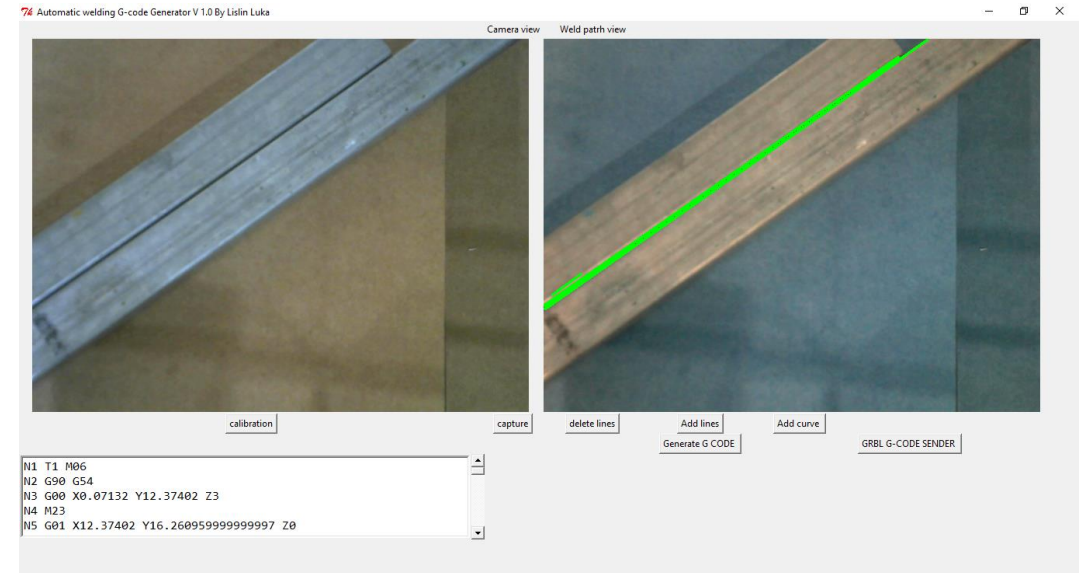 Automatic welding G-code Generator V 1.0 By Lislin Luka
Camera view
Weld patrh view
calibration
capture
delete lines
Add lines
Add curve
Generate G CODE
GRBL G-CODE SENDER
N1 T1 M06
N2 G90 G54
N3 G00 X0.07132 Y12.37402 Z3
N4 M23
N5 G01 X12.37402 Y16.260959999999997 Z0